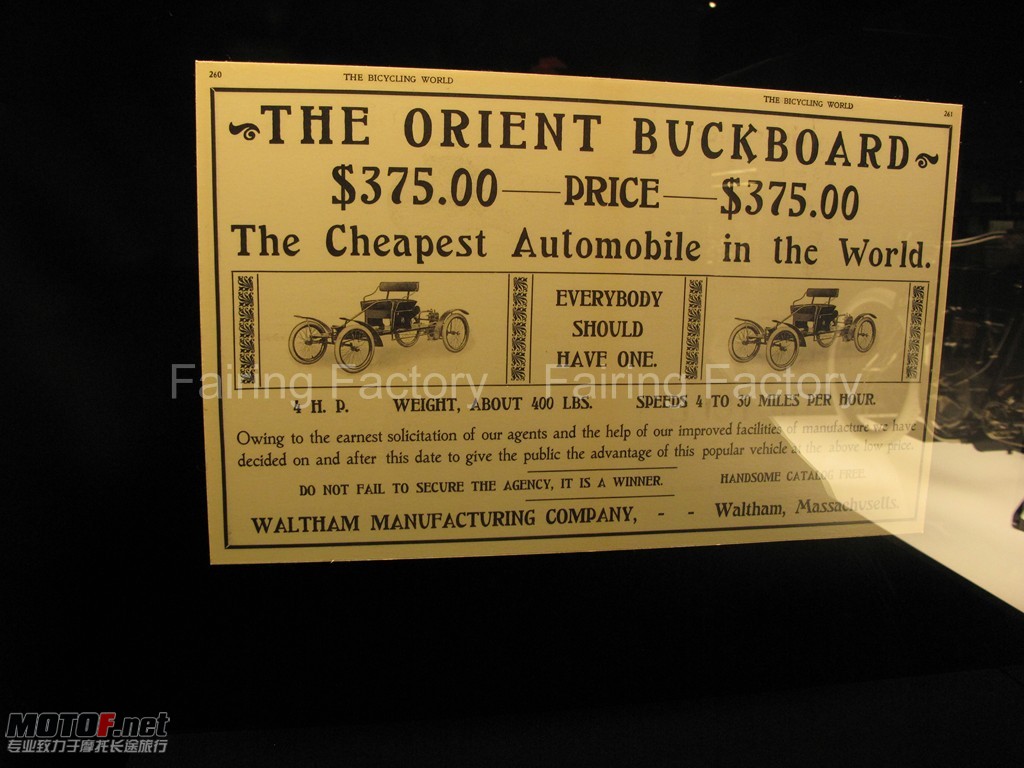 260
THE BICYCLING WORLD
THE BICYCLING WORLD
261
THE ORIENT BUCKBOARD
$375.00 — PRICE — $375.00
The Cheapest Automobile in the World.
EVERYBODY
SHOULD
HAVE ONE.
Fairing Factory Fairing Factory
4 H. P. WEIGHT, ABOUT 400 LBS. SPEEDS 4 TO 30 MILES PER HOUR.
Owing to the earnest solicitation of our agents and the help of our improved facilities of manufacture we have
decided on and after this date to give the public the advantage of this popular vehicle at the above low price.
DO NOT FAIL TO SECURE THE AGENCY, IT IS A WINNER.
HANDSOME CATALOG FREE.
WALTHAM MANUFACTURING COMPANY, - - Waltham, Massachusetts.
MOTOF.net
专业致力于摩托长途旅行